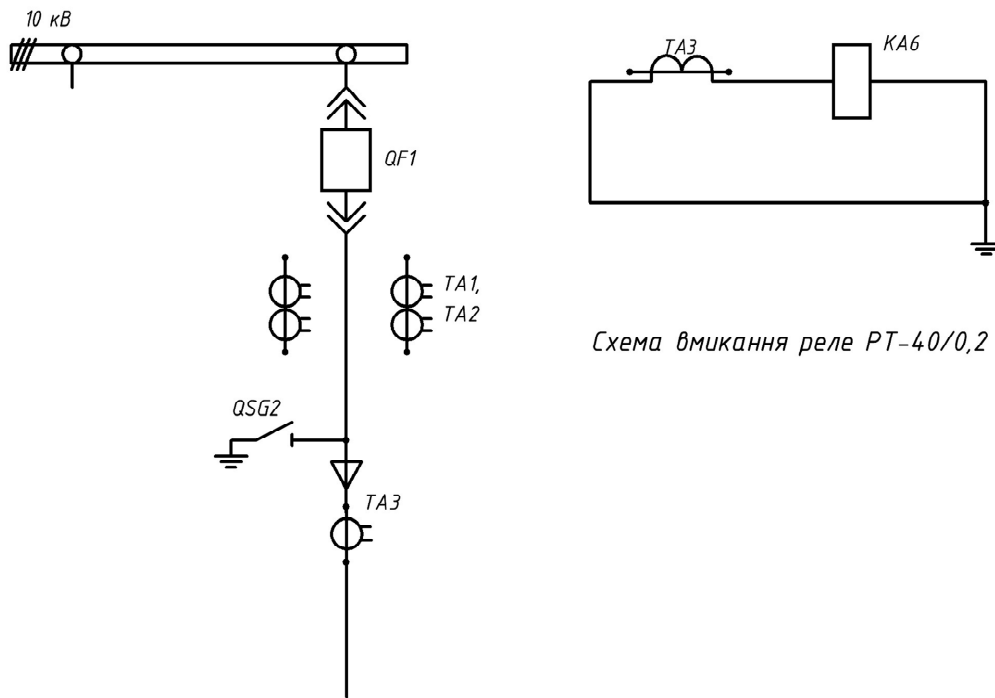 10 кВ
QF1
TA1,
TA2
QSG2
TA3
TA3
KA6
Схема вмикання реле РТ-40/0,2